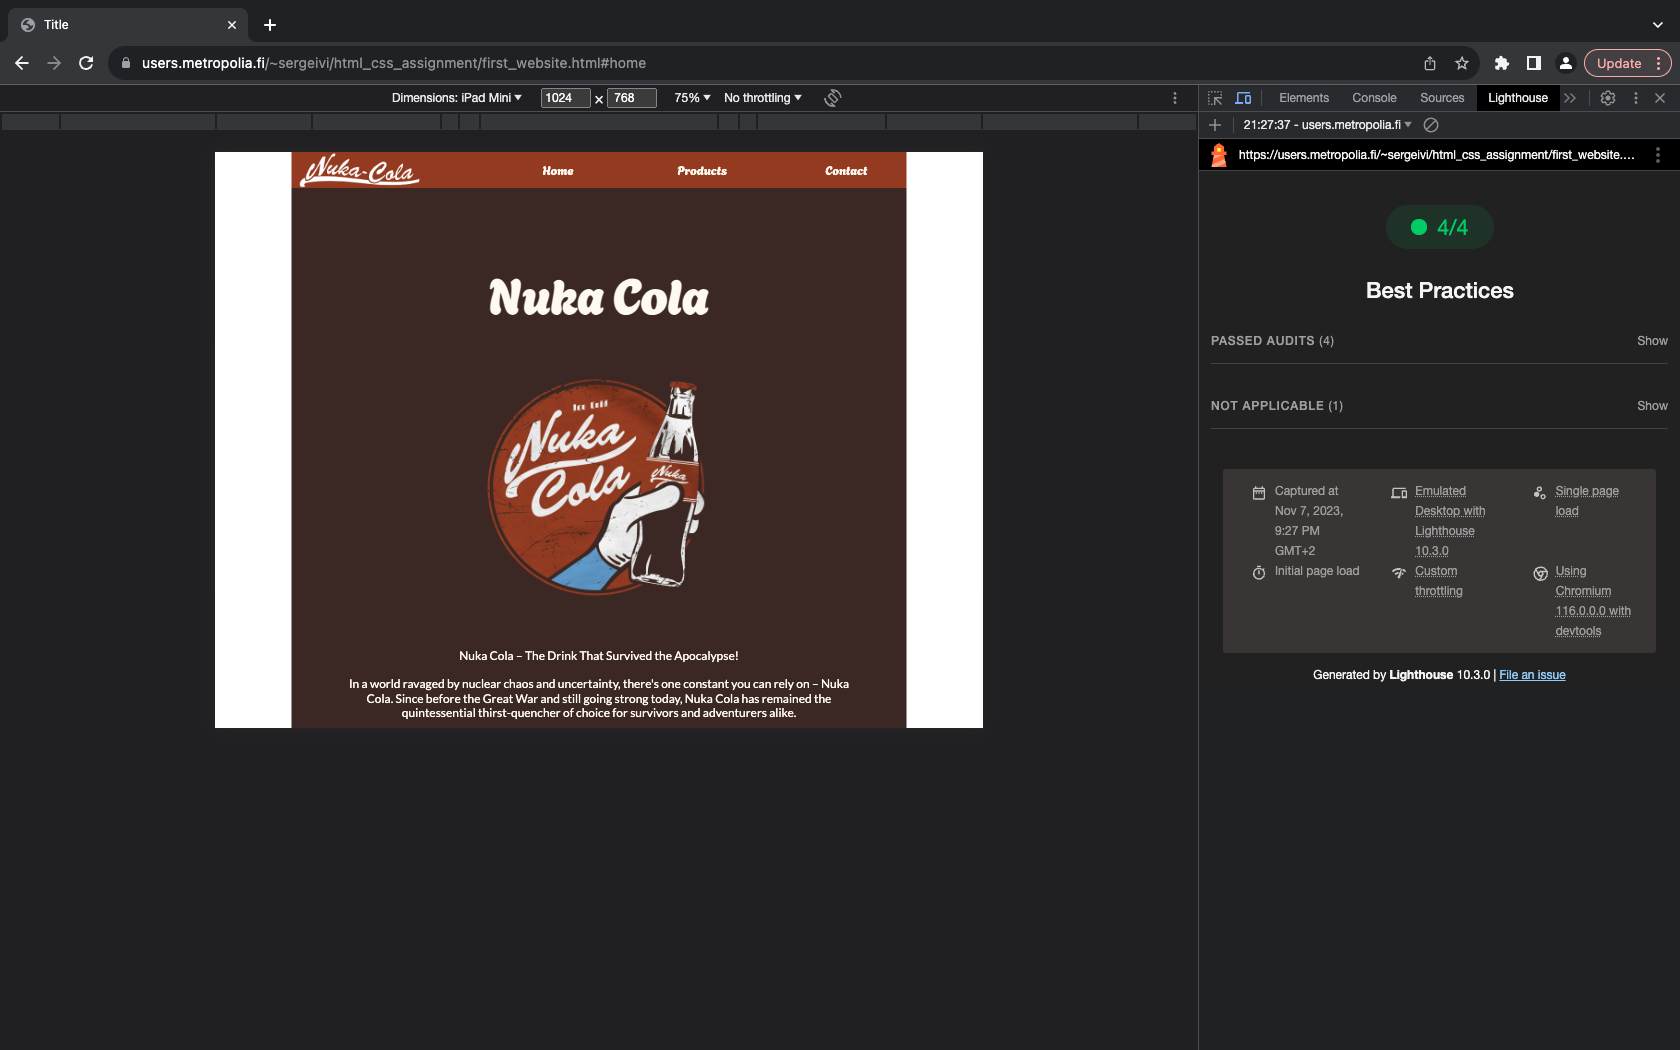 Title
users.metropolia.fi/~sergeivi/html_css_assignment/first_website.html#home
Update
Dimensions: iPad Mini
1024 × 768
75%
No throttling
Elements
Console
Sources
Lighthouse
21:27:37 - users.metropolia.fi
https://users.metropolia.fi/~sergeivi/html_css_assignment/first_website....
Nuka-Cola
Home
Products
Contact
Nuka Cola
Ice Cold
Nuka
Cola
Nuka
Nuka Cola – The Drink That Survived the Apocalypse!
In a world ravaged by nuclear chaos and uncertainty, there's one constant you can rely on – Nuka
Cola. Since before the Great War and still going strong today, Nuka Cola has remained the
quintessential thirst-quencher of choice for survivors and adventurers alike.
4/4
Best Practices
PASSED AUDITS (4)
Show
NOT APPLICABLE (1)
Show
Captured at
Nov 7, 2023,
9:27 PM
GMT+2
Emulated
Desktop with
Lighthouse
10.3.0
Single page
load
Initial page load
Custom
throttling
Using
Chromium
116.0.0.0 with
devtools
Generated by Lighthouse 10.3.0 | File an issue